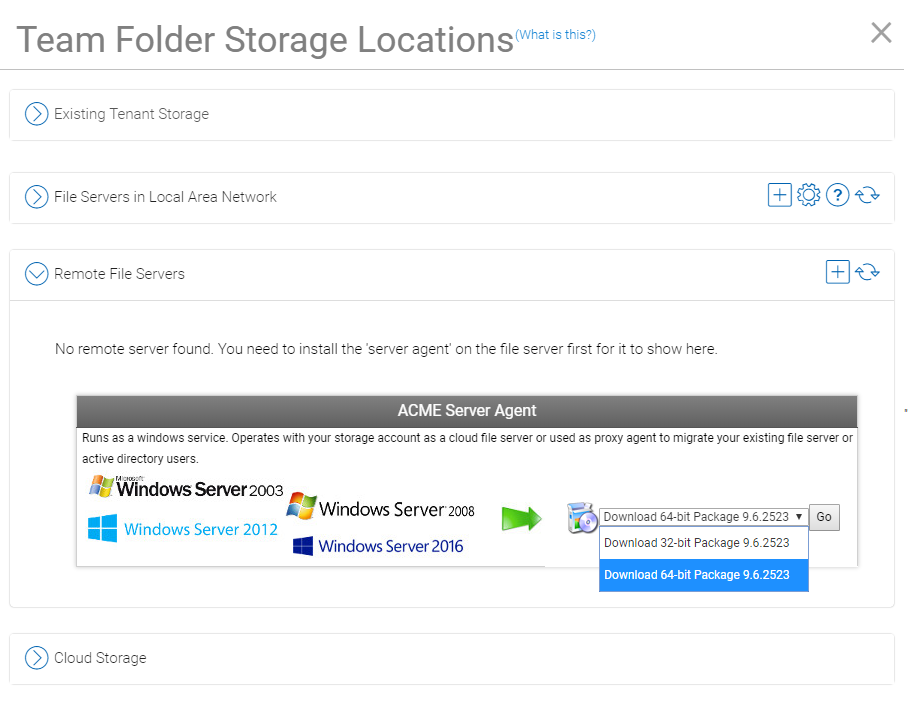 Team Folder Storage Locations(What is this?)
Existing Tenant Storage
File Servers in Local Area Network
?
Remote File Servers
No remote server found. You need to install the 'server agent' on the file server first for it to show here.
ACME Server Agent
Runs as a windows service. Operates with your storage account as a cloud file server or used as proxy agent to migrate your existing file server or
active directory users.
Microsoft
Windows Server 2003
Windows Server 2008
Windows Server 2012
Windows Server 2016
Download 64-bit Package 9.6.2523 Go
Download 32-bit Package 9.6.2523
Download 64-bit Package 9.6.2523
Cloud Storage